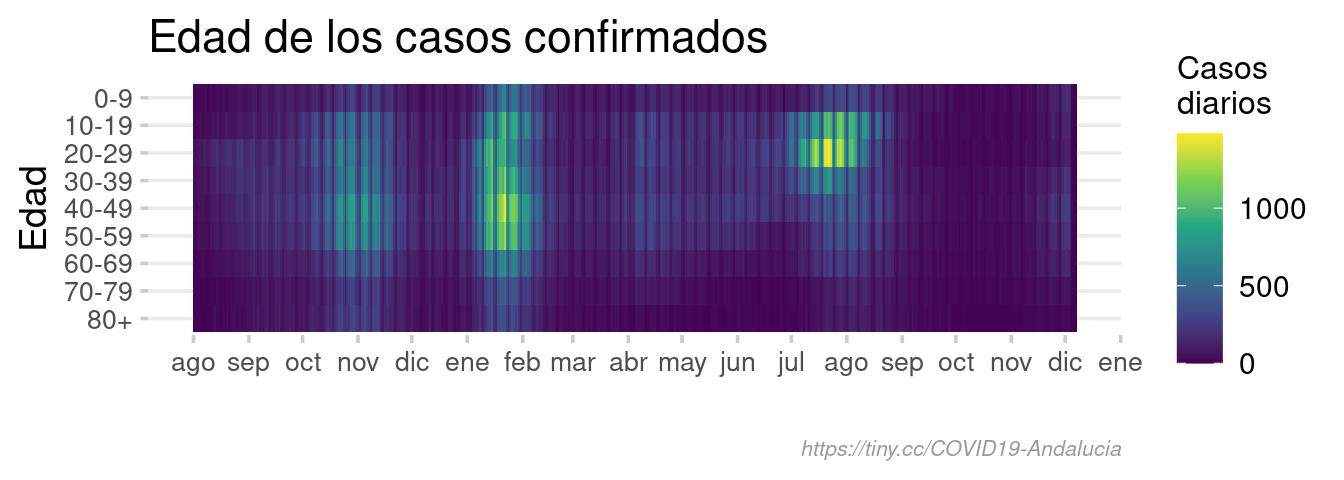 Edad de los casos confirmados
Casos
diarios
1000
500
0
Edad
0-9
10-19
20-29
30-39
40-49
50-59
60-69
70-79
80+
ago sep oct nov dic ene feb mar abr may jun jul ago sep oct nov dic ene
https://tiny.cc/COVID19-Andalucia